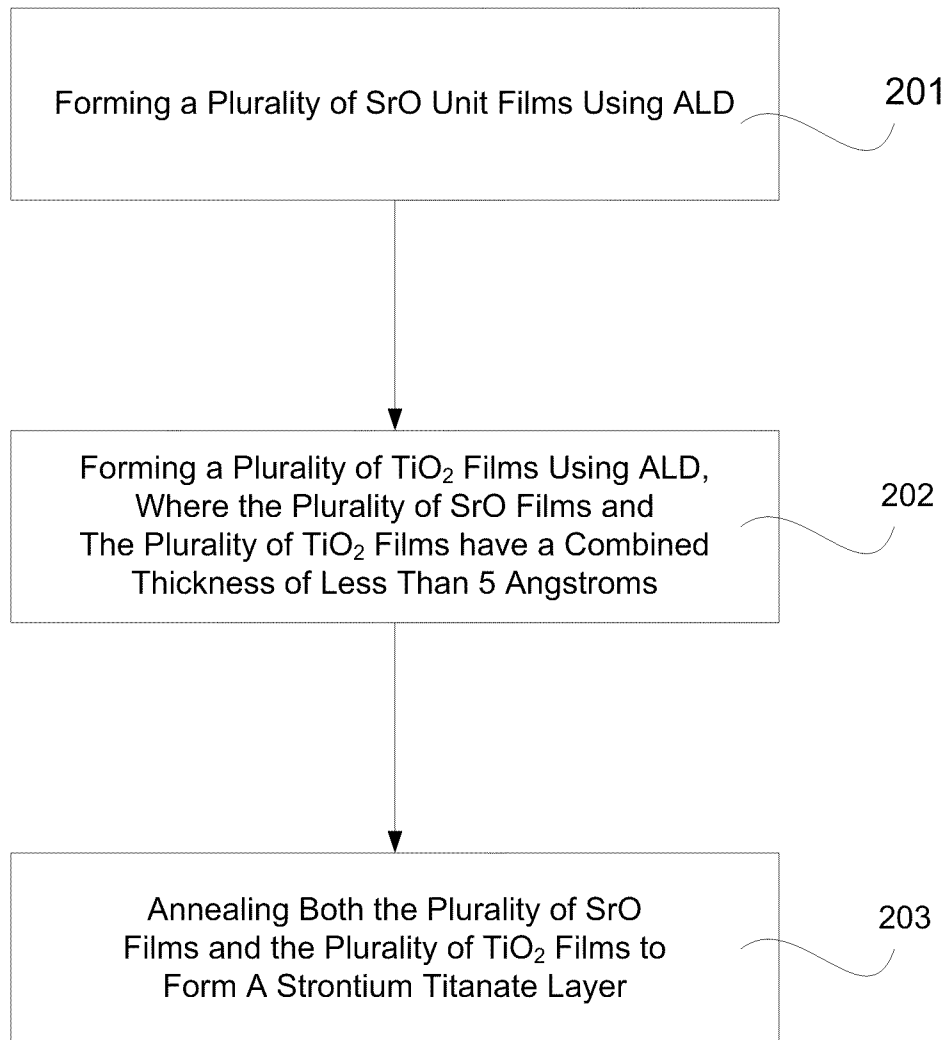 Forming a Plurality of SrO Unit Films Using ALD
201
Forming a Plurality of TiO₂ Films Using ALD,
Where the Plurality of SrO Films and
The Plurality of TiO₂ Films have a Combined
Thickness of Less Than 5 Angstroms
202
Annealing Both the Plurality of SrO
Films and the Plurality of TiO₂ Films to
Form A Strontium Titanate Layer
203